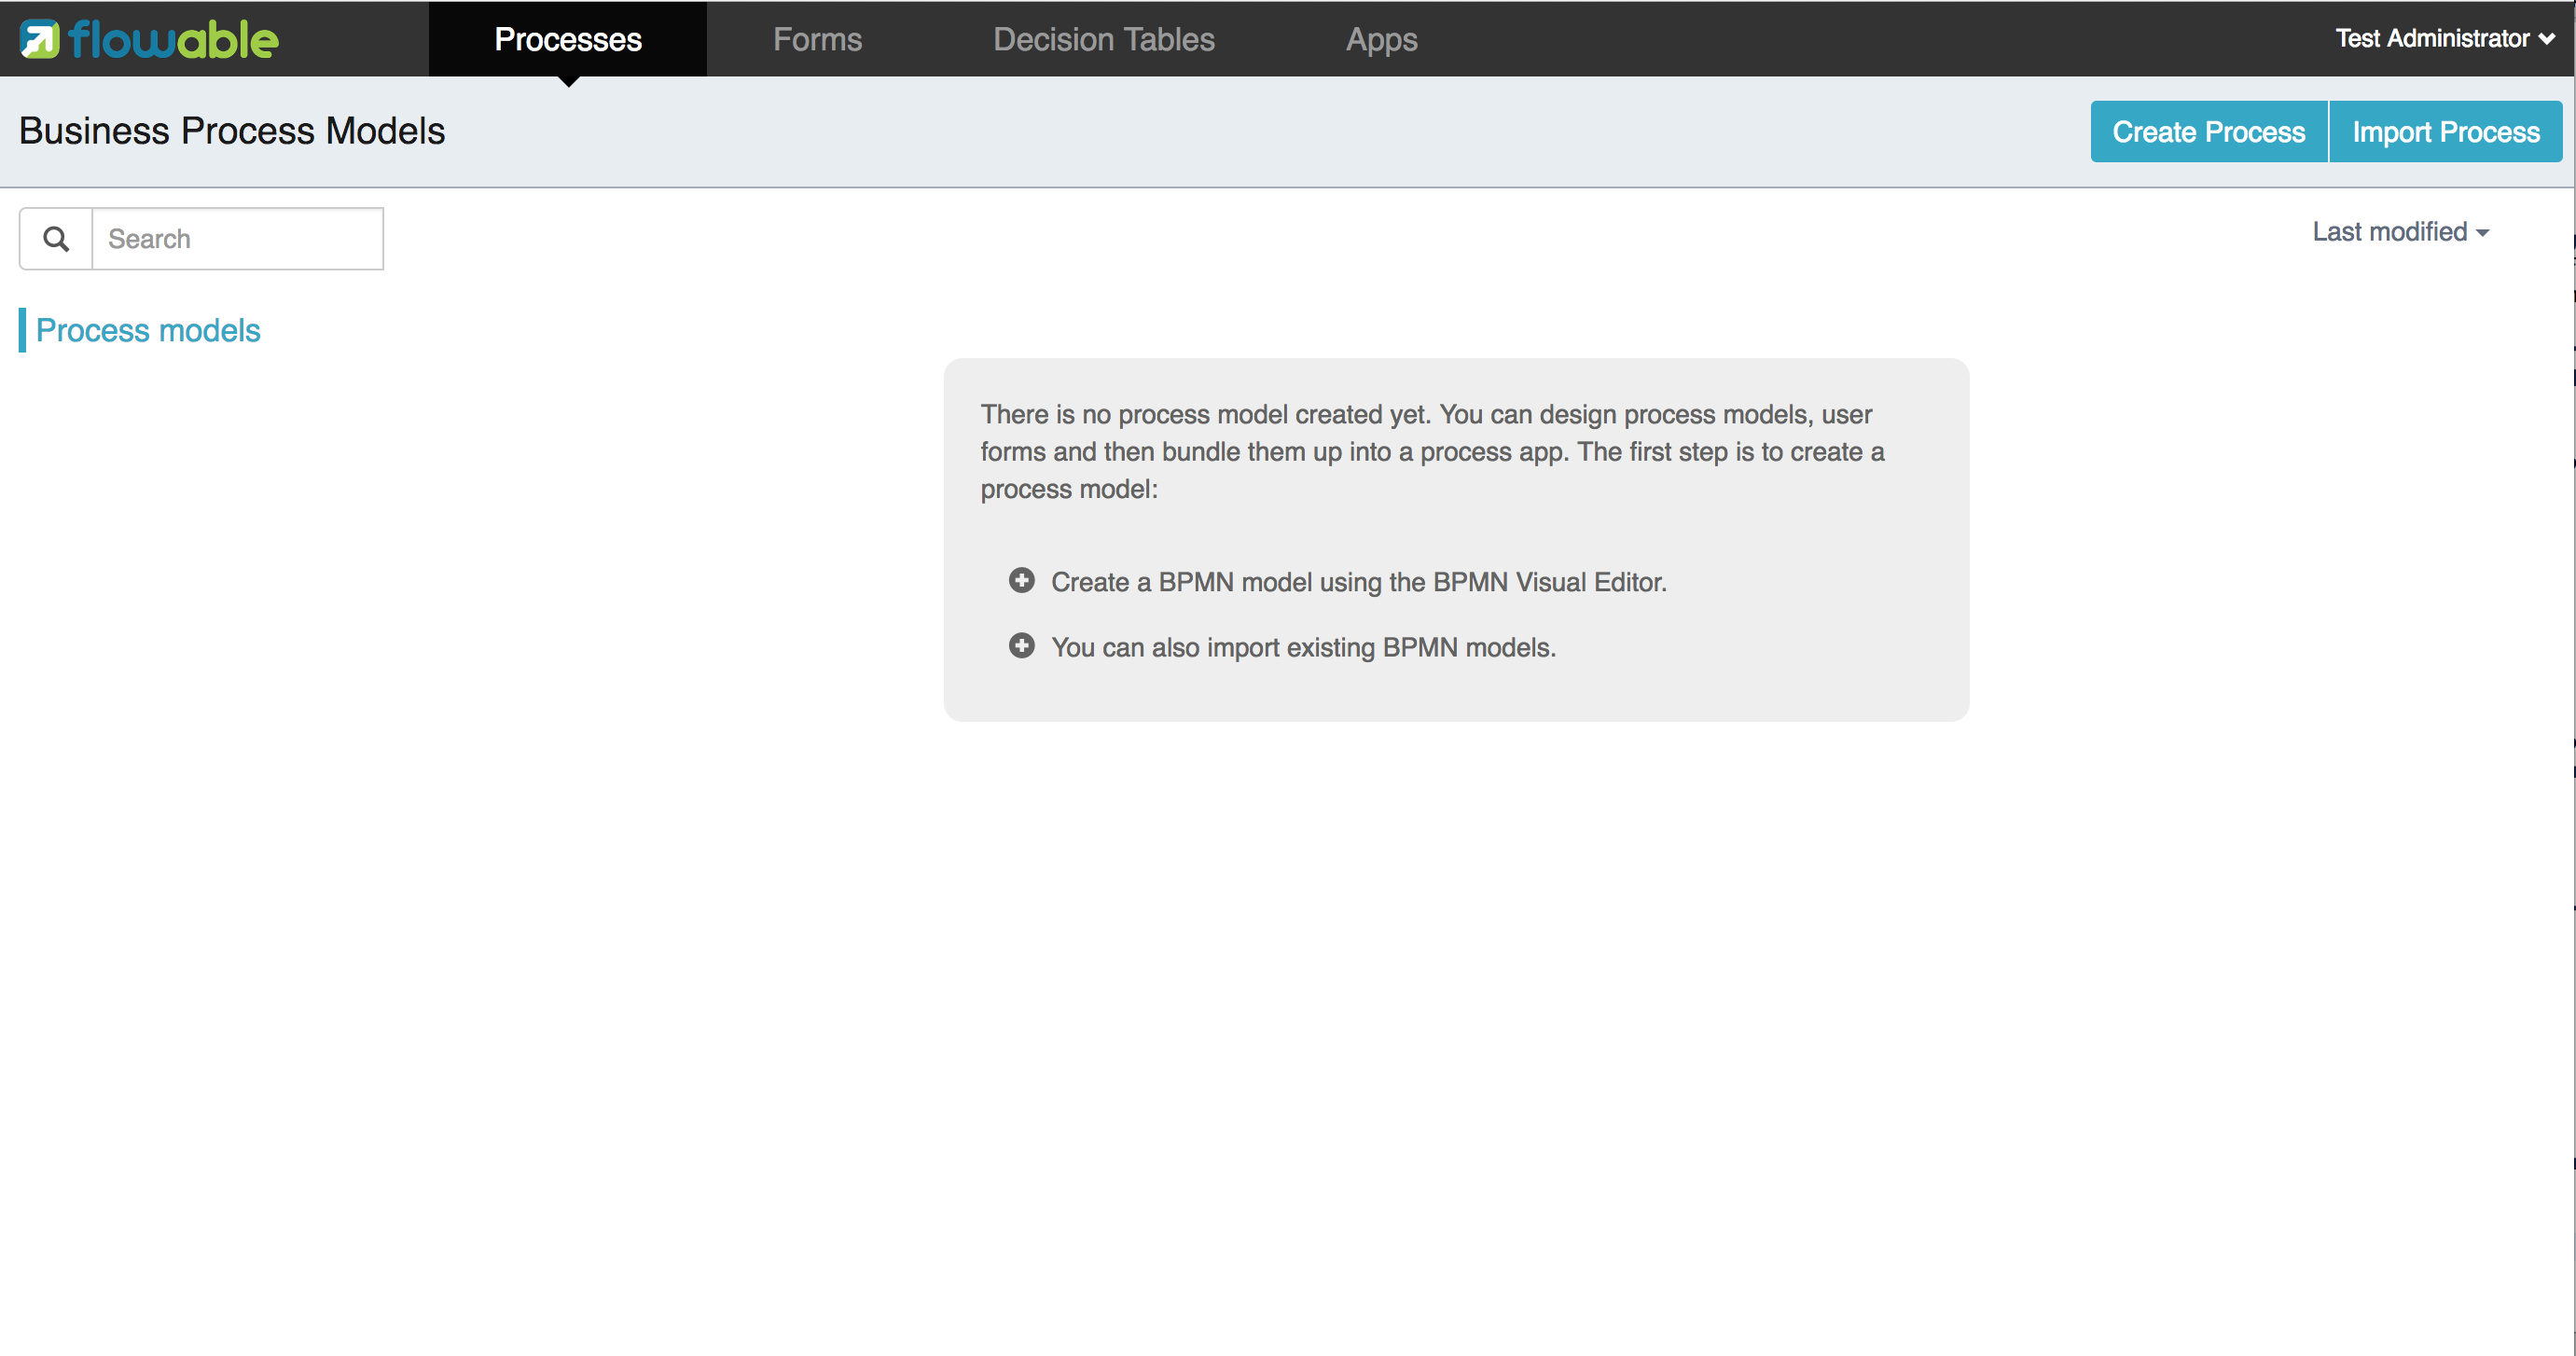 flowable
Processes
Forms
Decision Tables
Apps
Test Administrator
Business Process Models
Create Process
Import Process
Search
Last modified
Process models
There is no process model created yet. You can design process models, user
forms and then bundle them up into a process app. The first step is to create a
process model:
Create a BPMN model using the BPMN Visual Editor.
You can also import existing BPMN models.